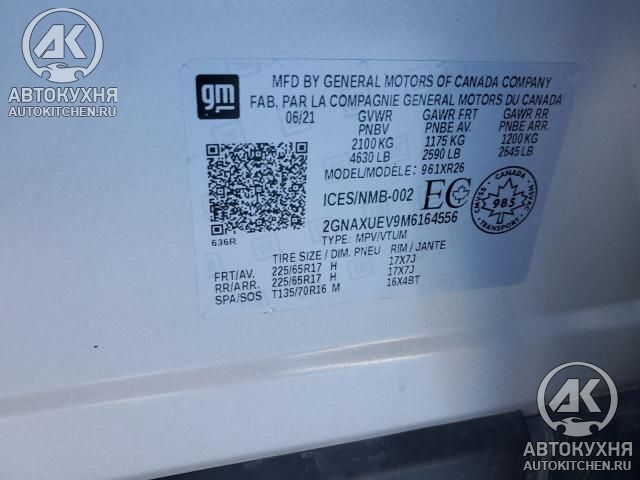 AK
АВТОКУХНЯ
AUTOKITCHEN.RU
gm
MFD BY GENERAL MOTORS OF CANADA COMPANY
FAB. PAR LA COMPAGNIE GENERAL MOTORS DU CANADA
06/21 GVWR GAWR FRT GAWR RR
PNBV PNBE AV. PNBE ARR.
2100 KG 1175 KG 1200 KG
4630 LB 2590 LB 2645 LB
MODEL/MODÈLE: 961XR26
ICES/NMB-002 EC CANADA 985
2GNAXUEV9M6164556
TYPE: MPV/VTUM
636R
TIRE SIZE / DIM. PNEU RIM / JANTE
FRT/AV. 225/65R17 H 17X7J
RR/ARR. 225/65R17 H 17X7J
SPA/SOS T135/70R16 M 16X4BT
AK
АВТОКУХНЯ
AUTOKITCHEN.RU